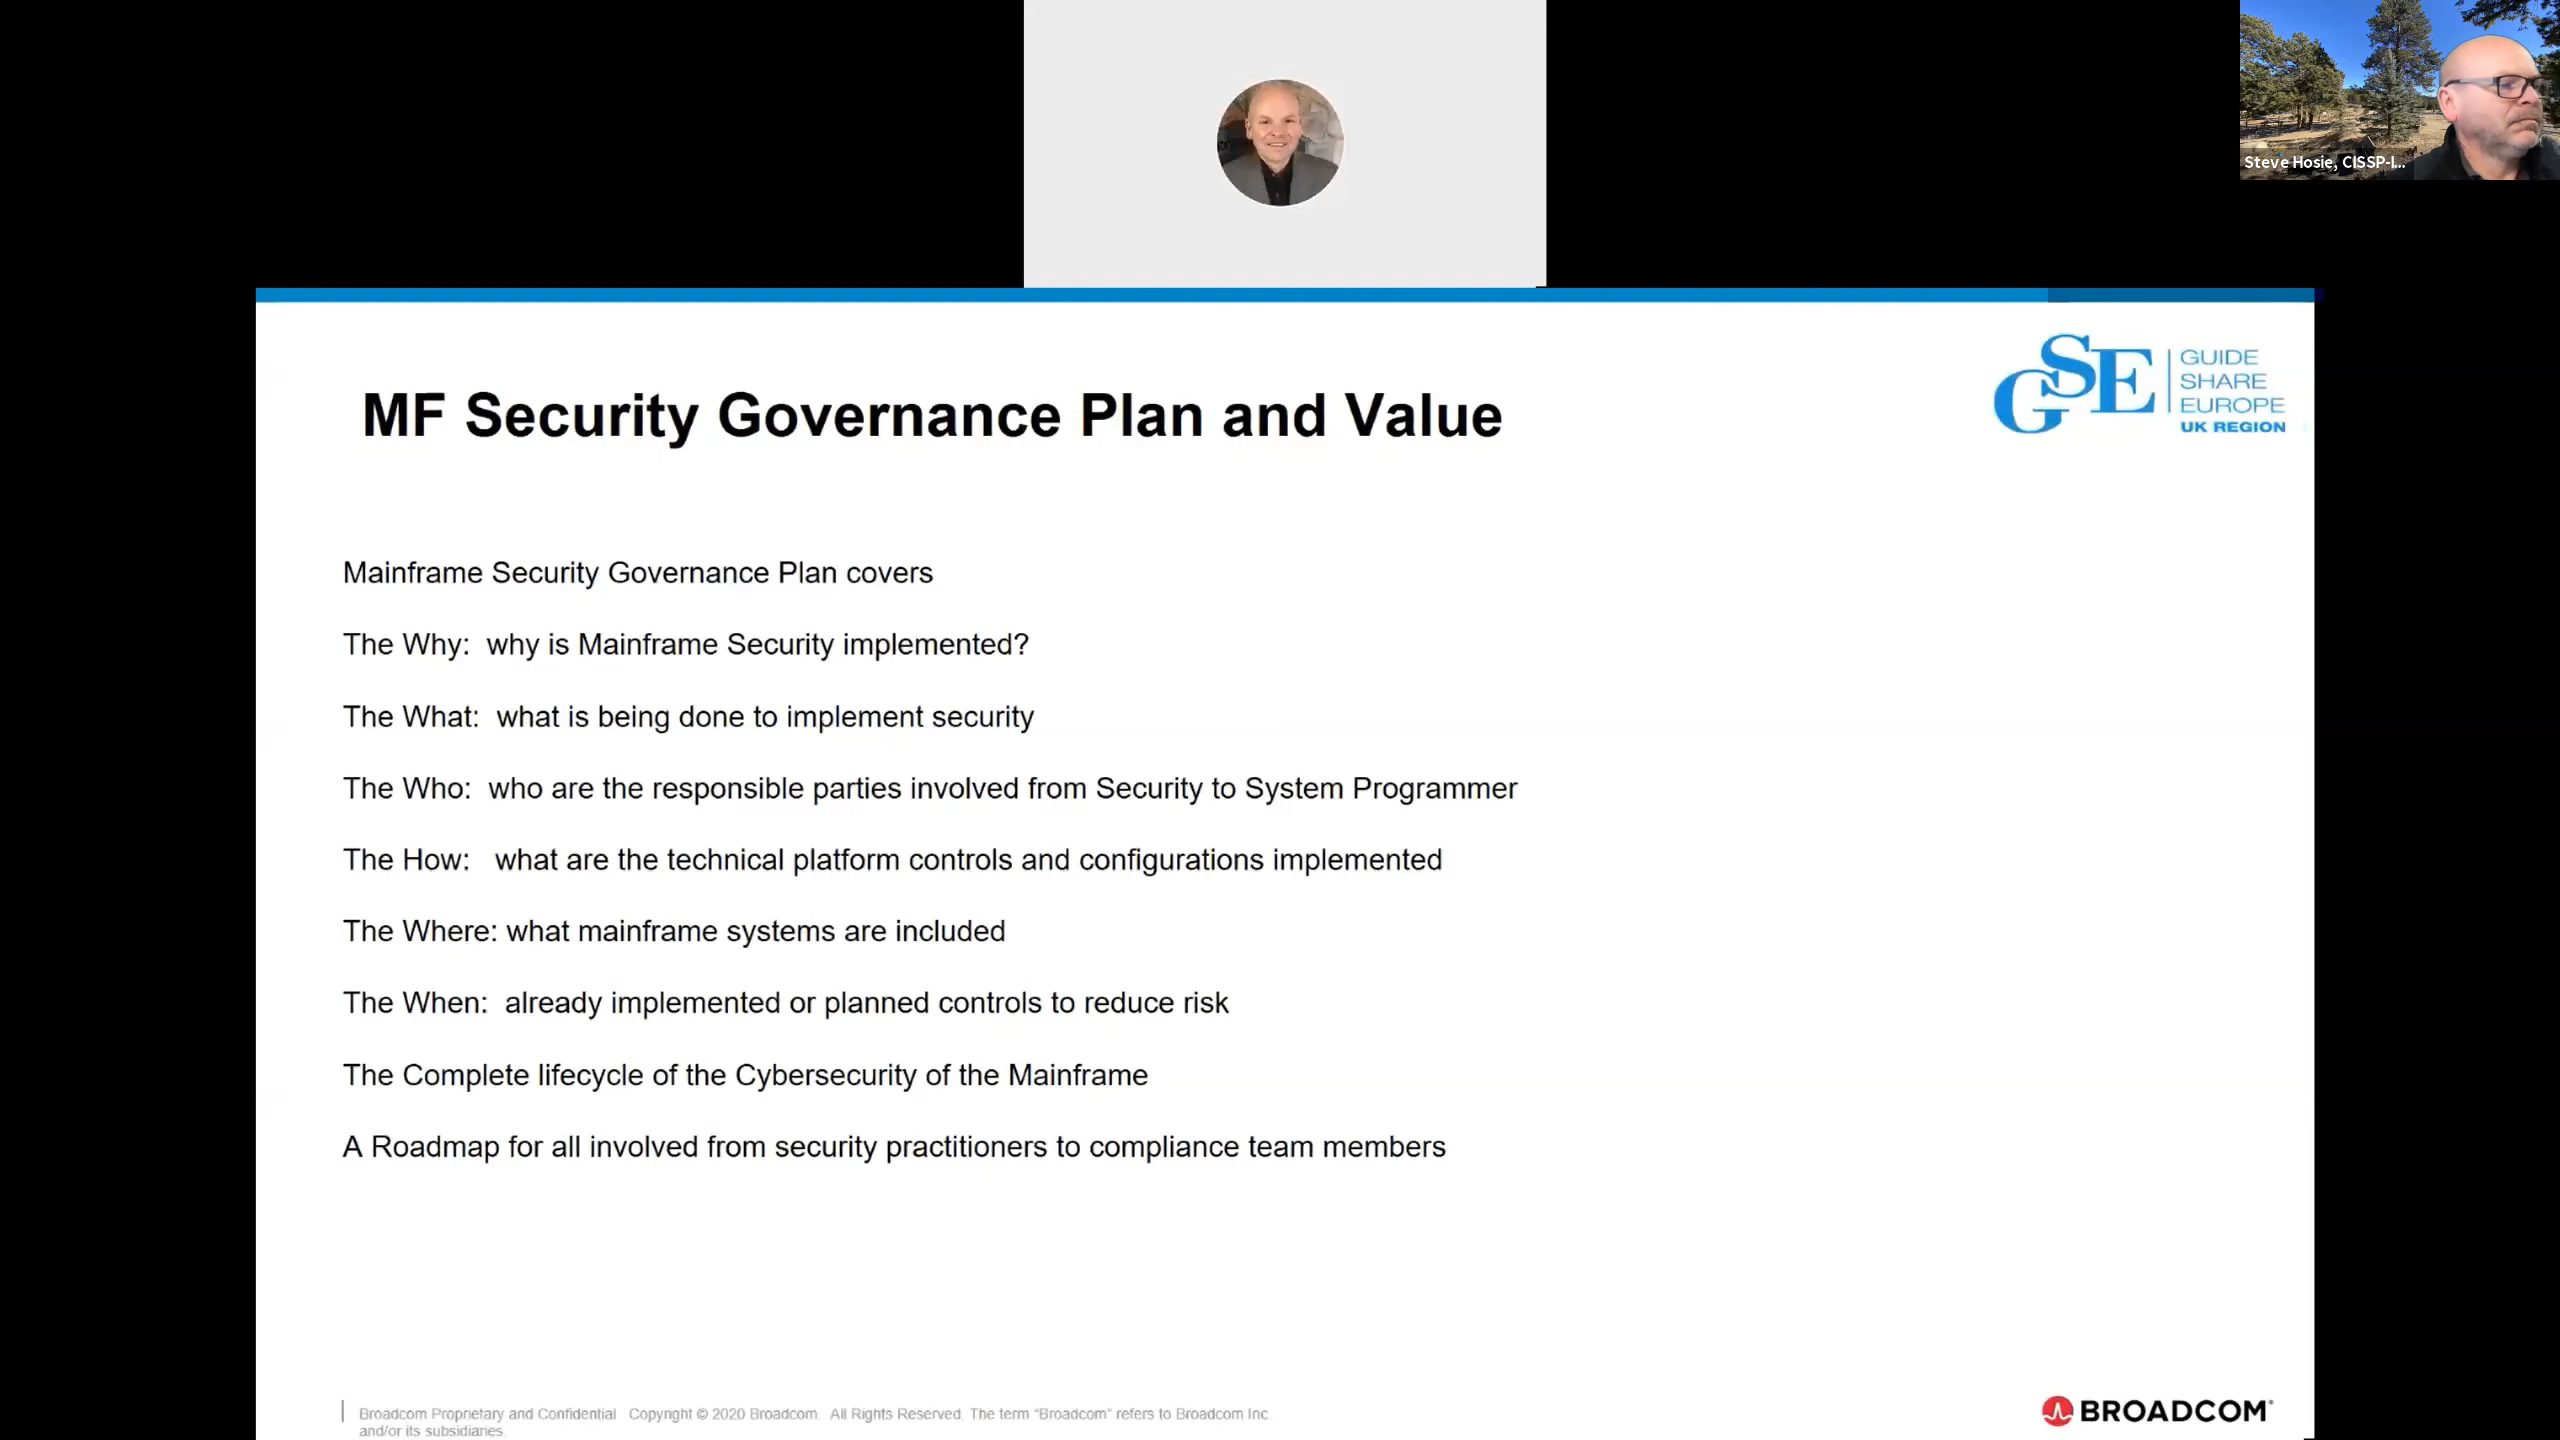 Steve Hosie, CISSP-I...
GSE
GUIDE
SHARE
EUROPE
UK REGION
MF Security Governance Plan and Value
Mainframe Security Governance Plan covers
The Why:  why is Mainframe Security implemented?
The What:  what is being done to implement security
The Who:  who are the responsible parties involved from Security to System Programmer
The How:   what are the technical platform controls and configurations implemented
The Where: what mainframe systems are included
The When:  already implemented or planned controls to reduce risk
The Complete lifecycle of the Cybersecurity of the Mainframe
A Roadmap for all involved from security practitioners to compliance team members
Broadcom Proprietary and Confidential   Copyright © 2020 Broadcom.  All Rights Reserved. The term “Broadcom” refers to Broadcom Inc.
and/or its subsidiaries.
BROADCOM®